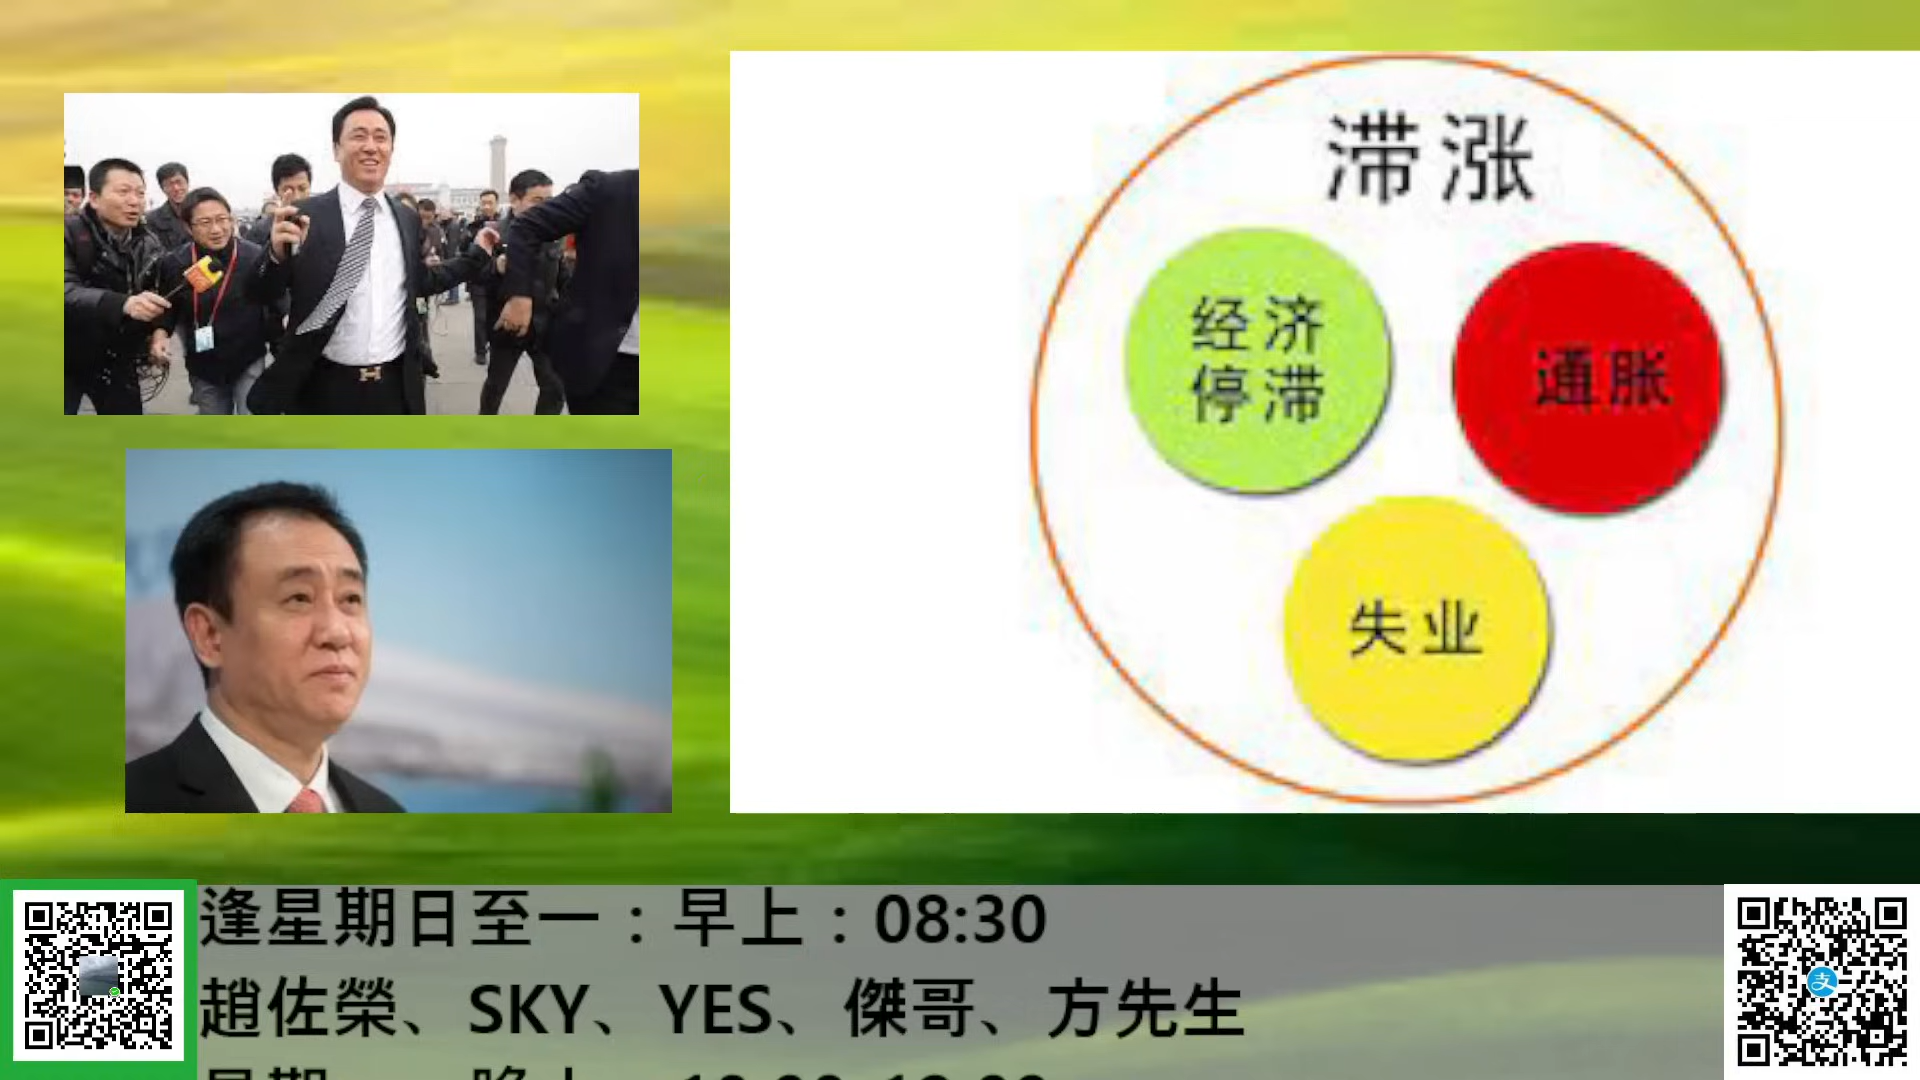 滞涨
经济
停滞
通胀
失业
逢星期日至一：早上：08:30
趙佐榮、SKY、YES、傑哥、方先生
支